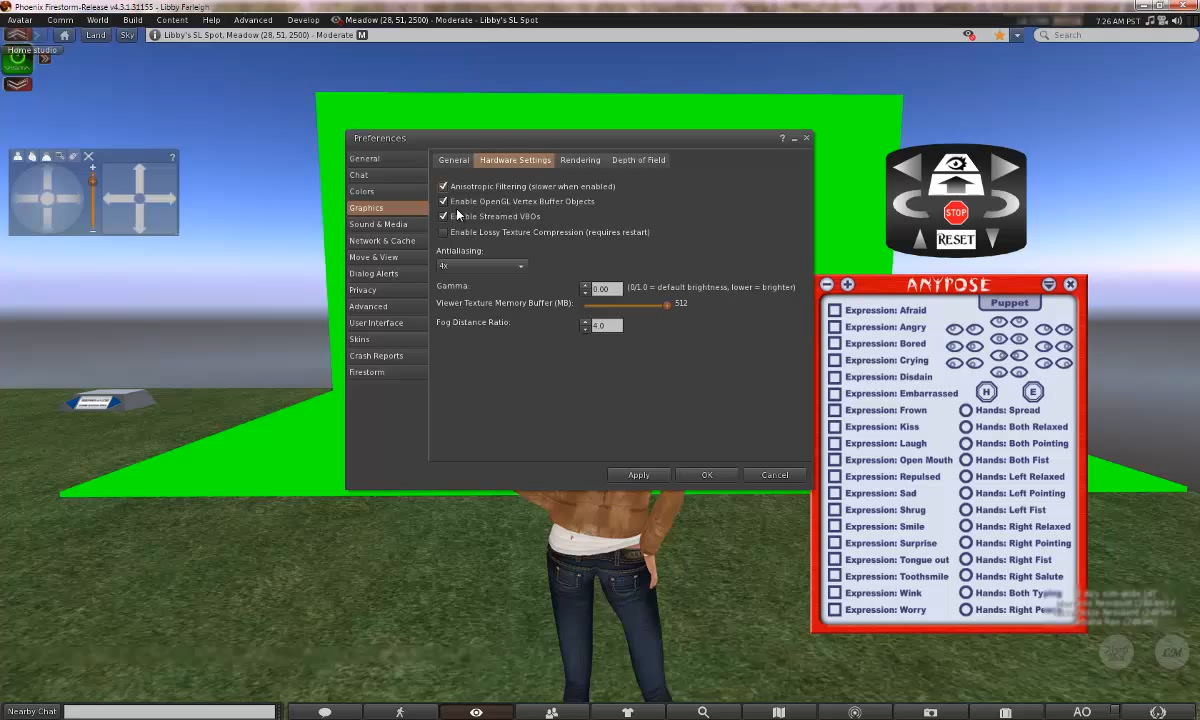 Phoenix Firestorm-Release v4.3.1.31155 - Libby Farleigh
Avatar Comm World Build Content Help Advanced Develop Meadow (28, 51, 2500) - Moderate - Libby's SL Spot 7:26 AM PST
Land Sky Libby's SL Spot, Meadow (28, 51, 2500) - Moderate M Search
Home studio
Preferences ?
General
Chat
Colors
Graphics
Sound & Media
Network & Cache
Move & View
Dialog Alerts
Privacy
Advanced
User Interface
Skins
Crash Reports
Firestorm
General Hardware Settings Rendering Depth of Field
Anisotropic Filtering (slower when enabled)
Enable OpenGL Vertex Buffer Objects
Enable Streamed VBOs
Enable Lossy Texture Compression (requires restart)
Antialiasing:
4x
Gamma: 0.00 (0/1.0 = default brightness, lower = brighter)
Viewer Texture Memory Buffer (MB): 512
Fog Distance Ratio: 4.0
Apply OK Cancel
?
STOP
RESET
ANYPOSE
Puppet
Expression: Afraid
Expression: Angry
Expression: Bored
Expression: Crying
Expression: Disdain
Expression: Embarrassed
H E
Expression: Frown Hands: Spread
Expression: Kiss Hands: Both Relaxed
Expression: Laugh Hands: Both Pointing
Expression: Open Mouth Hands: Both Fist
Expression: Repulsed Hands: Left Relaxed
Expression: Sad Hands: Left Pointing
Expression: Shrug Hands: Left Fist
Expression: Smile Hands: Right Relaxed
Expression: Surprise Hands: Right Pointing
Expression: Tongue out Hands: Right Fist
Expression: Toothsmile Hands: Right Salute
Expression: Wink Hands: Both Typing
Expression: Worry Hands: Right
LM
Nearby Chat AO